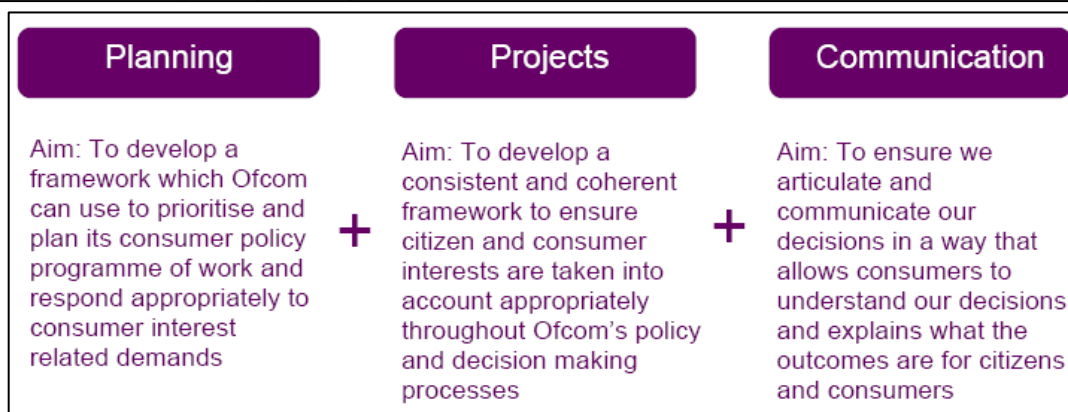 Planning
Aim: To develop a
framework which Ofcom
can use to prioritise and
plan its consumer policy
programme of work and
respond appropriately to
consumer interest
related demands
+
Projects
Aim: To develop a
consistent and coherent
framework to ensure
citizen and consumer
interests are taken into
account appropriately
throughout Ofcom's policy
and decision making
processes
+
Communication
Aim: To ensure we
articulate and
communicate our
decisions in a way that
allows consumers to
understand our decisions
and explains what the
outcomes are for citizens
and consumers